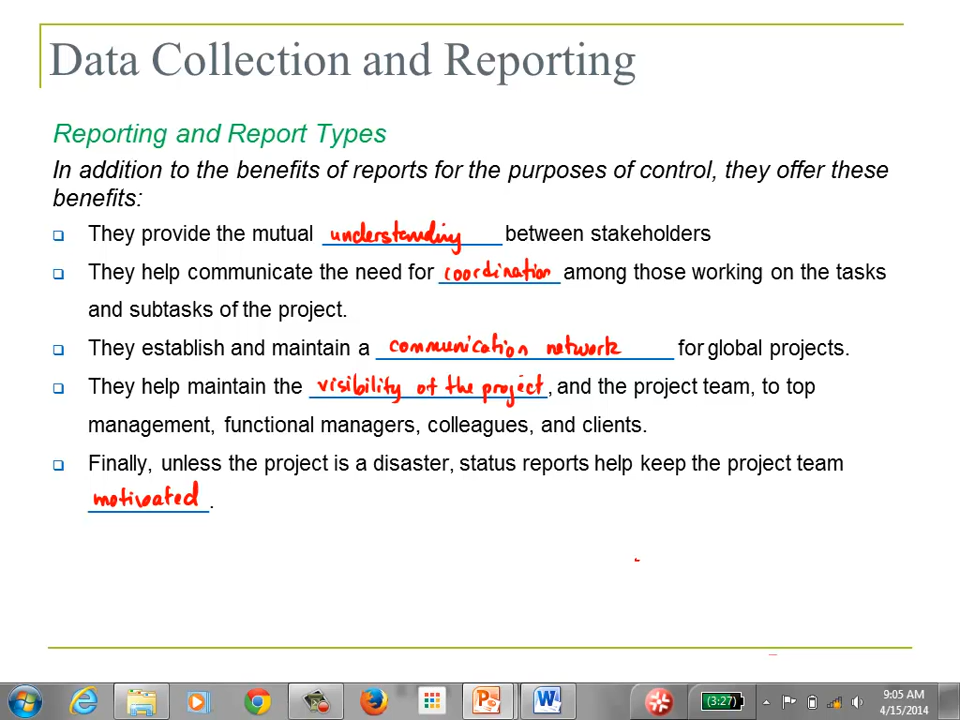 Data Collection and Reporting
Reporting and Report Types
In addition to the benefits of reports for the purposes of control, they offer these
benefits:
They provide the mutual understanding between stakeholders
They help communicate the need for coordination among those working on the tasks
and subtasks of the project.
They establish and maintain a communication network for global projects.
They help maintain the visibility of the project, and the project team, to top
management, functional managers, colleagues, and clients.
Finally, unless the project is a disaster, status reports help keep the project team
motivated.
(3:27)
9:05 AM
4/15/2014